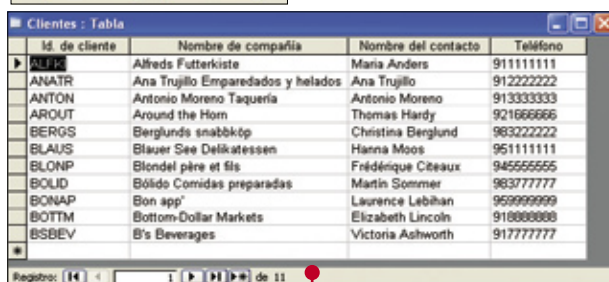 Clientes : Tabla
Id. de cliente Nombre de compañía Nombre del contacto Teléfono
ALFKI Alfreds Futterkiste Maria Anders 911111111
ANATR Ana Trujillo Emparedados y helados Ana Trujillo 912222222
ANTON Antonio Moreno Taquería Antonio Moreno 913333333
AROUT Around the Horn Thomas Hardy 921666666
BERGS Berglunds snabbköp Christina Berglund 983222222
BLAUS Blauer See Delikatessen Hanna Moos 951111111
BLONP Blondel père et fils Frédérique Citeaux 945555555
BOLID Bólido Comidas preparadas Martín Sommer 983777777
BONAP Bon app' Laurence Lebihan 959999999
BOTTM Bottom-Dollar Markets Elizabeth Lincoln 918888888
BSBEV B's Beverages Victoria Ashworth 917777777
Registro: 1 de 11